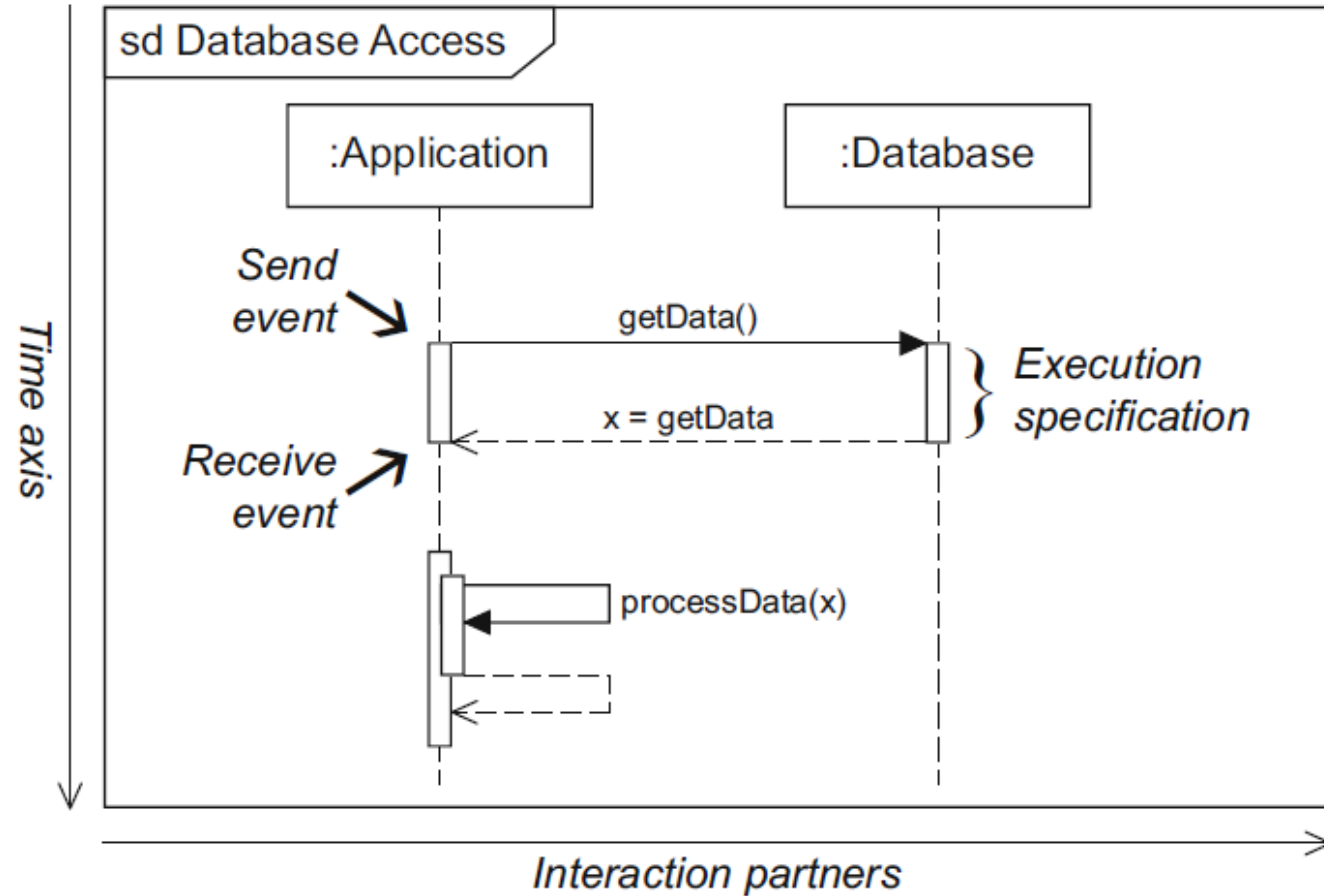 sd Database Access
:Application
:Database
Send
event
getData()
Execution
specification
x = getData
Receive
event
processData(x)
Time axis
Interaction partners